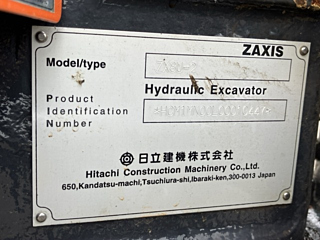 ZAXIS
Model/type
Hydraulic Excavator
Product
Identification
Number
日立建機株式会社
Hitachi Construction Machinery Co.,Ltd.
650,Kandatsu-machi,Tsuchiura-shi,Ibaraki-ken,300-0013 Japan